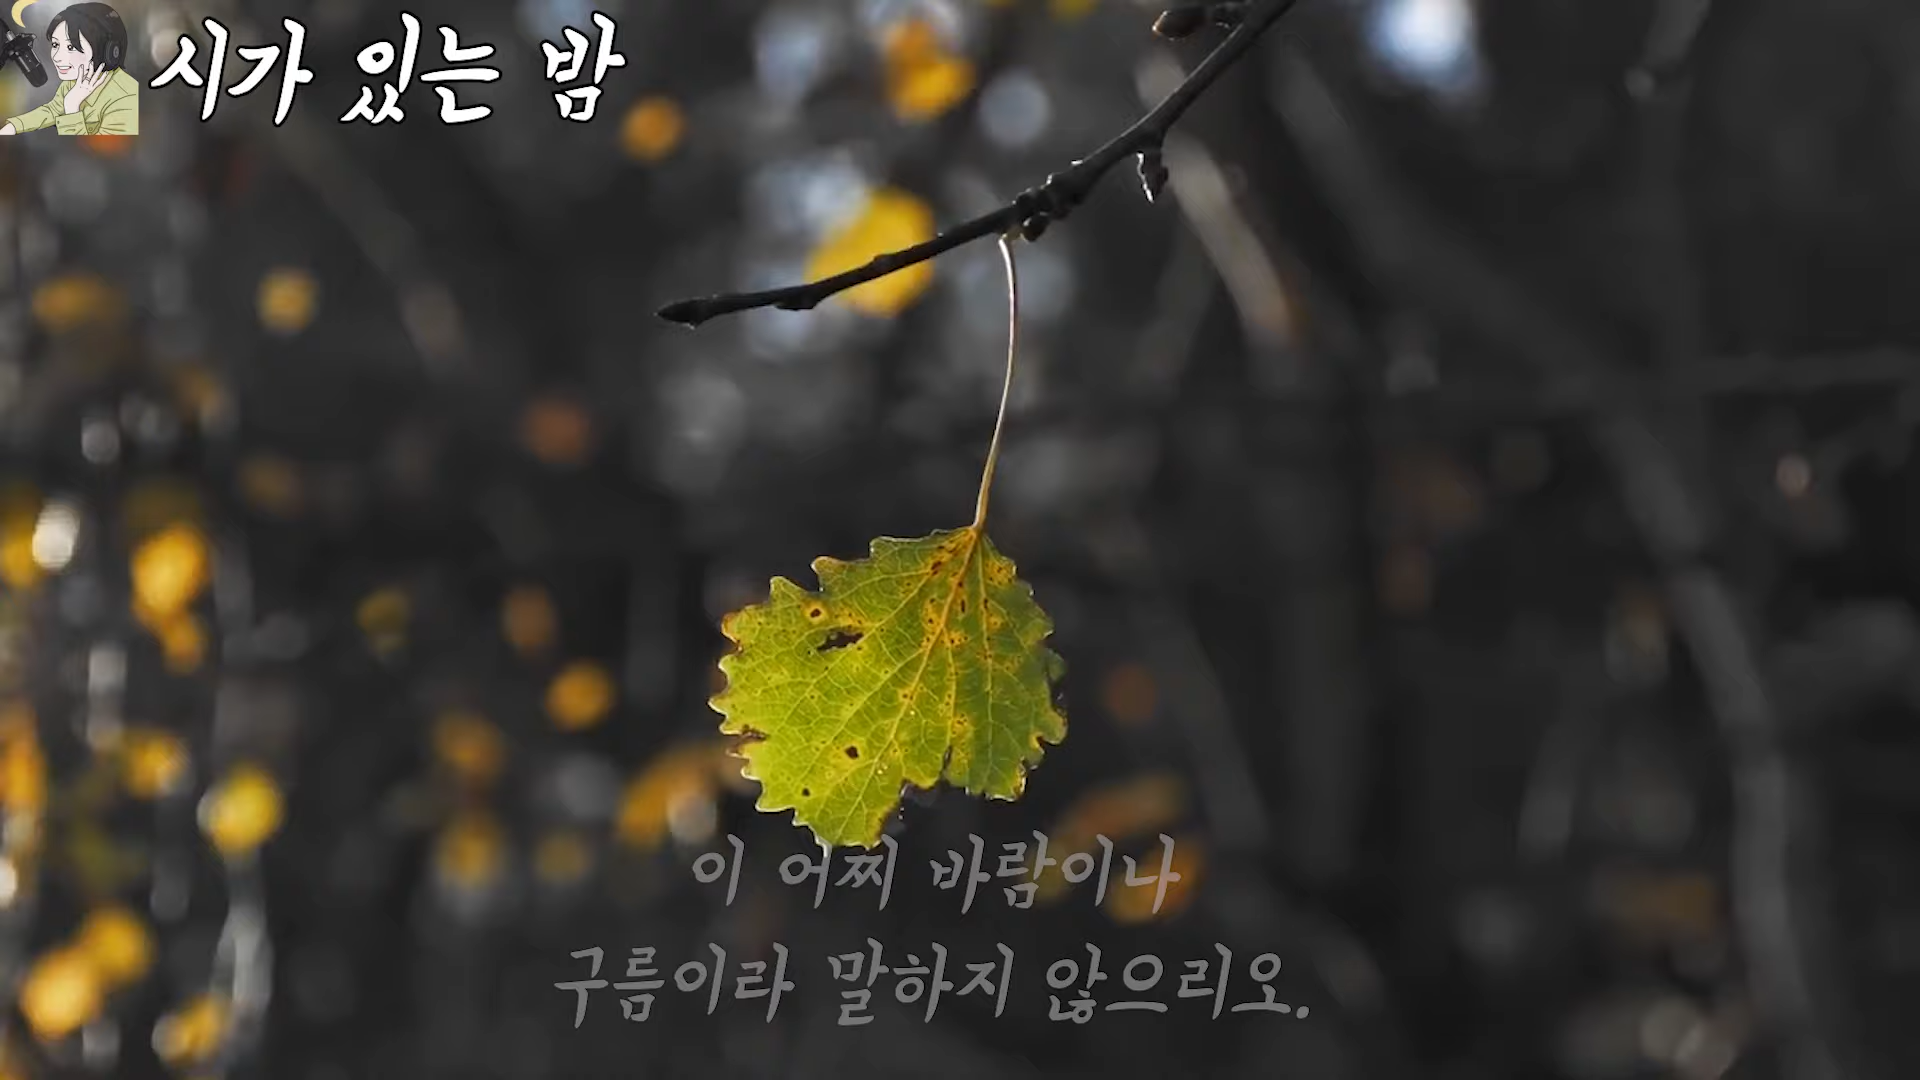 시가 있는 밤
이 어찌 바람이나
구름이라 말하지 않으리오.